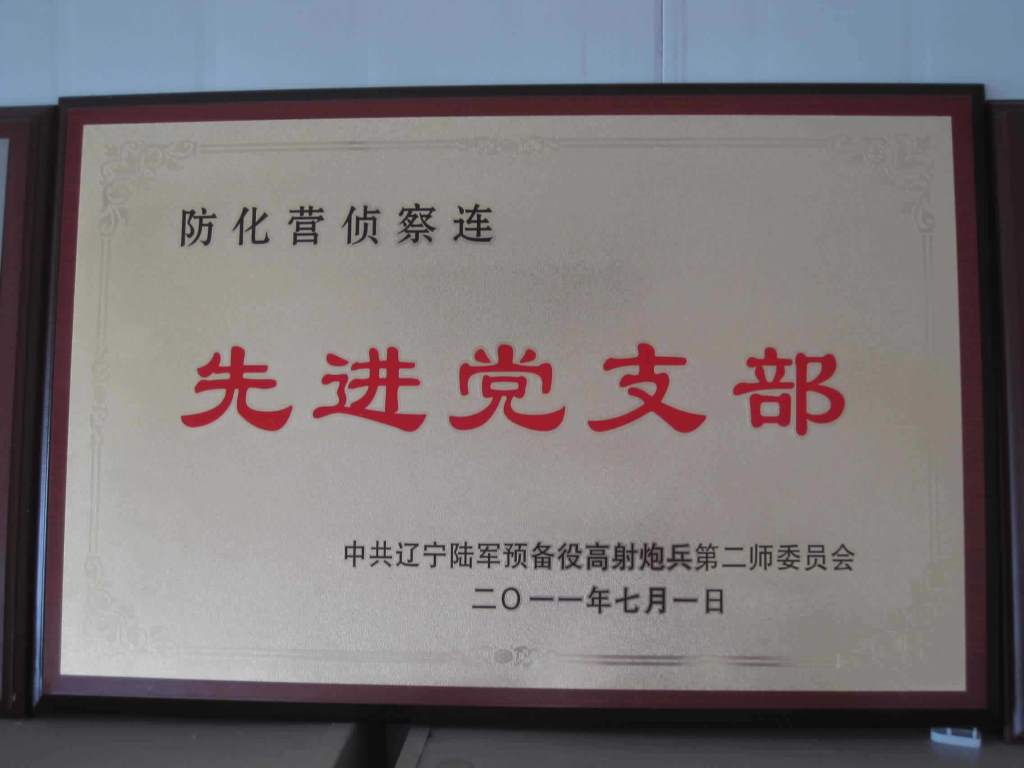 防化营侦察连
先进党支部
中共辽宁陆军预备役高射炮兵第二师委员会
二〇一一年七月一日